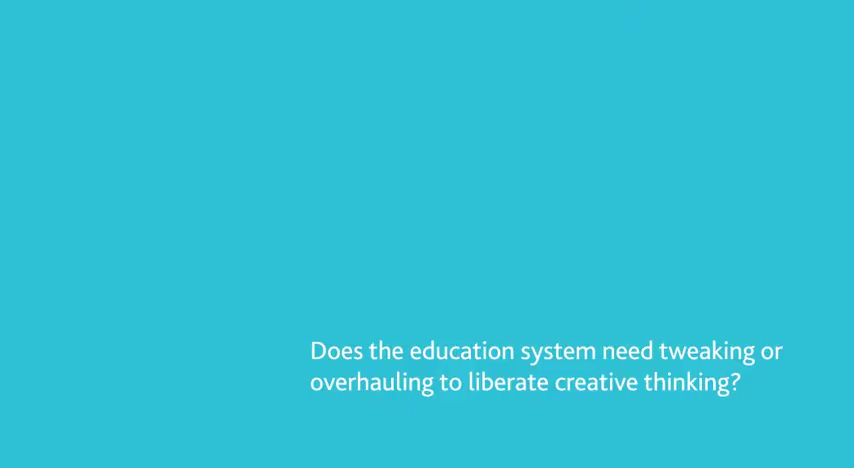 Does the education system need tweaking or
overhauling to liberate creative thinking?